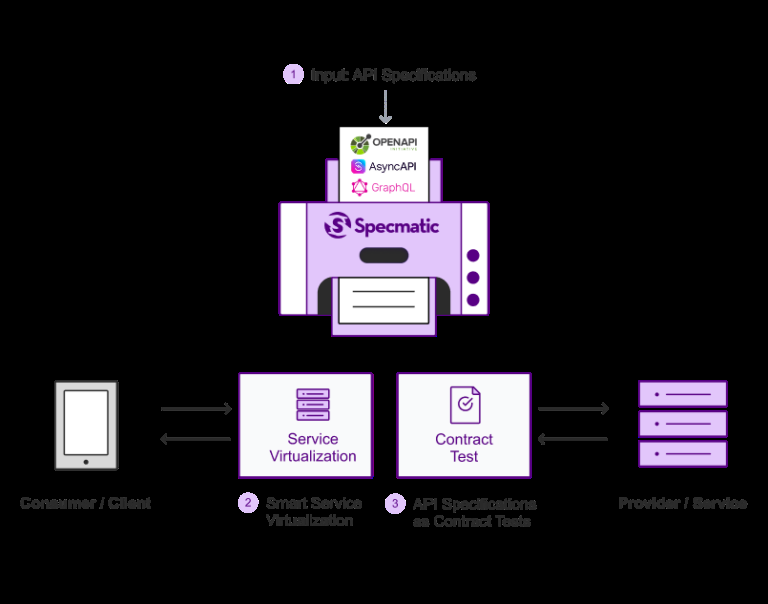 1 Input: API Specifications
OPENAPI
INITIATIVE
AsyncAPI
GraphQL
S Specmatic
Service
Virtualization
Contract
Test
Consumer / Client
2 Smart Service
Virtualization
3 API Specifications
as Contract Tests
Provider / Service